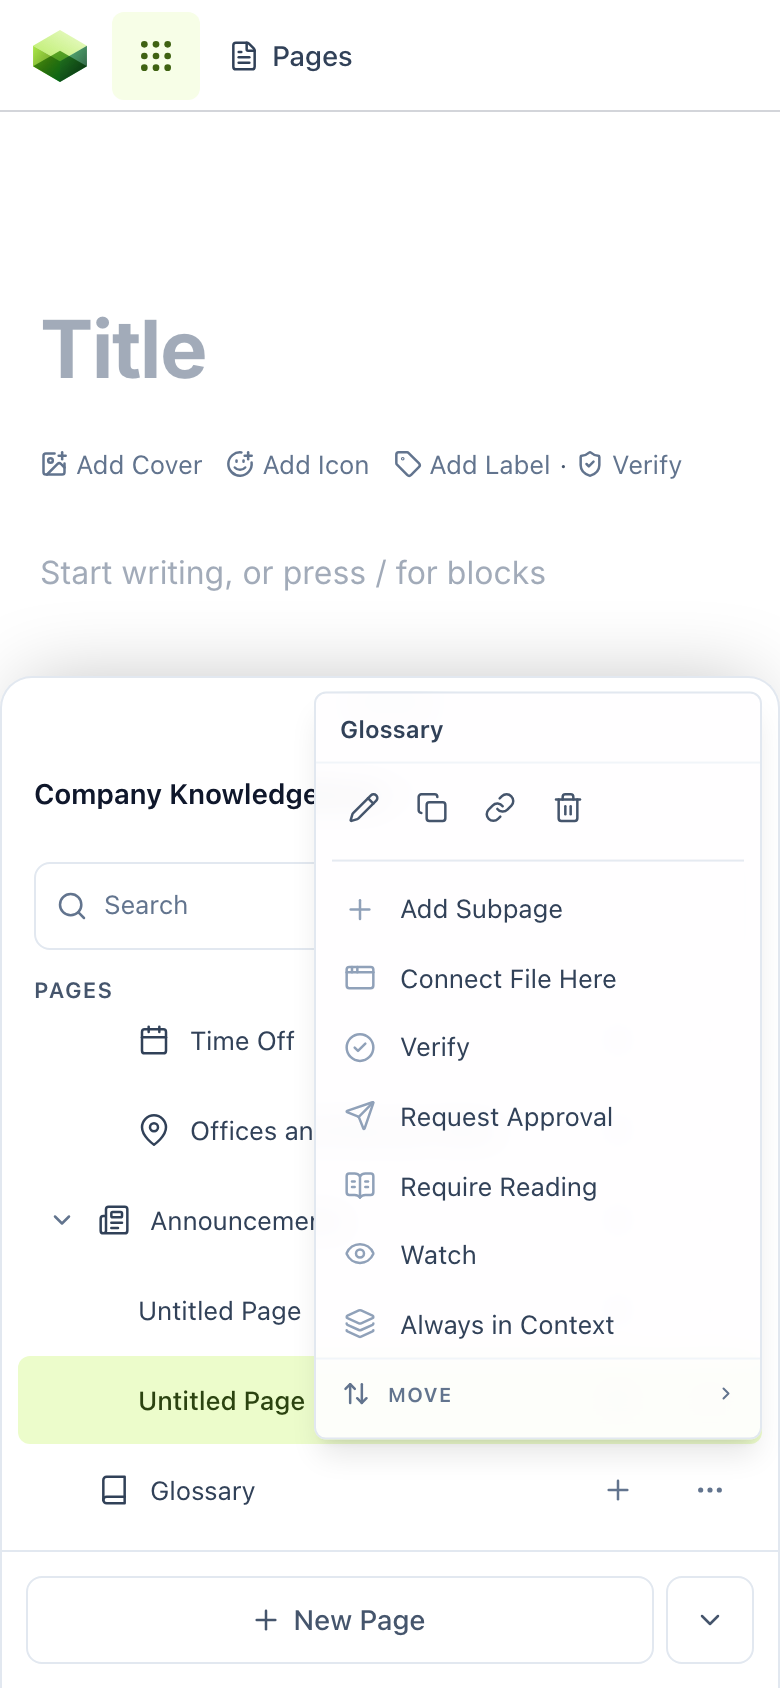 Pages
Title
Add Cover Add Icon Add Label · Verify
Start writing, or press / for blocks
Glossary
Company Knowledge
Search
Add Subpage
Connect File Here
Verify
Request Approval
Require Reading
Watch
Always in Context
MOVE
PAGES
Time Off
Offices an
Announcemen
Untitled Page
Untitled Page
Glossary
New Page